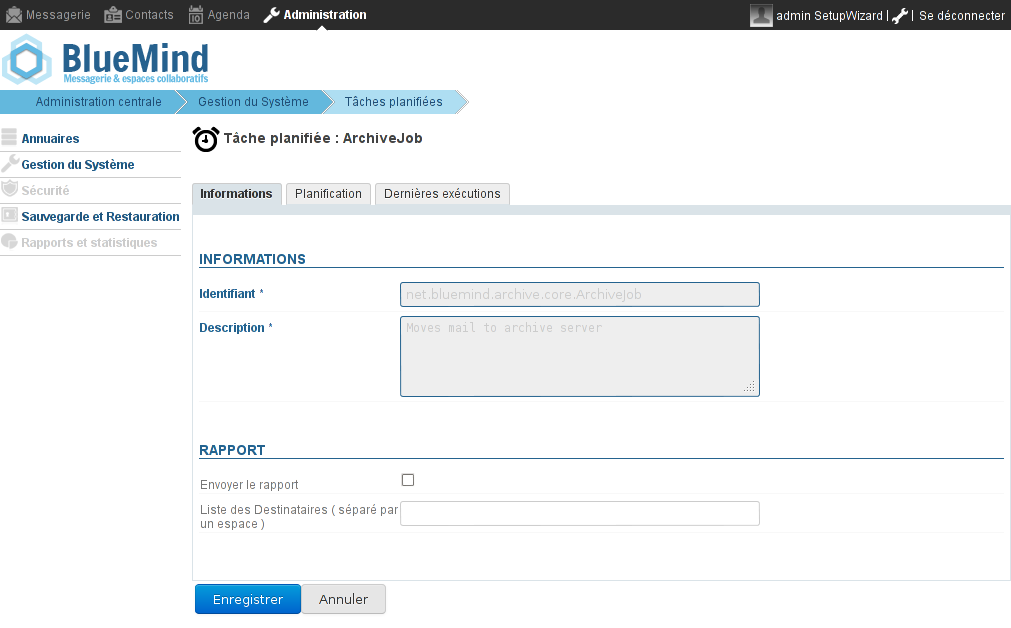 Messagerie Contacts Agenda Administration admin SetupWizard | | Se déconnecter
BlueMind
Messagerie & espaces collaboratifs
Administration centrale Gestion du Système Tâches planifiées
Annuaires
Gestion du Système
Sécurité
Sauvegarde et Restauration
Rapports et statistiques
Tâche planifiée : ArchiveJob
Informations Planification Dernières exécutions
INFORMATIONS
Identifiant * net.bluemind.archive.core.ArchiveJob
Description * Moves mail to archive server
RAPPORT
Envoyer le rapport
Liste des Destinataires ( séparé par
un espace )
Enregistrer Annuler